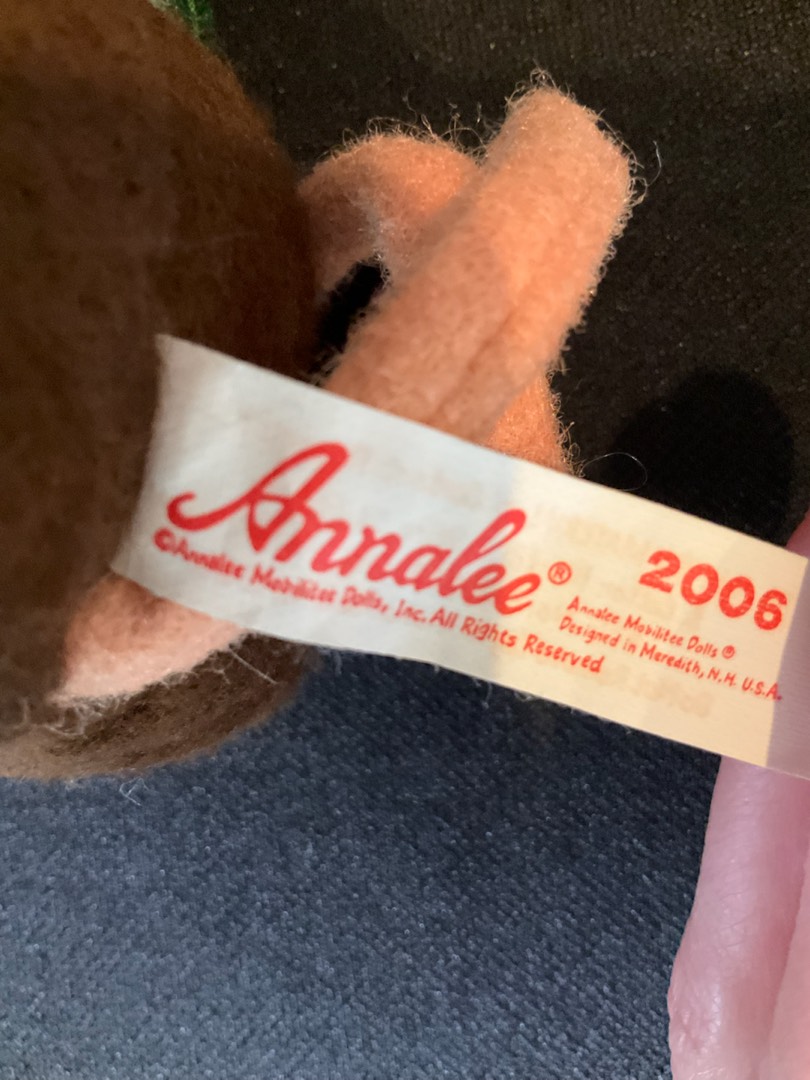 Annalee® 2006
©Annalee Mobilitee Dolls, Inc. All Rights Reserved
Annalee Mobilitee Dolls ®
Designed in Meredith, N.H. U.S.A.